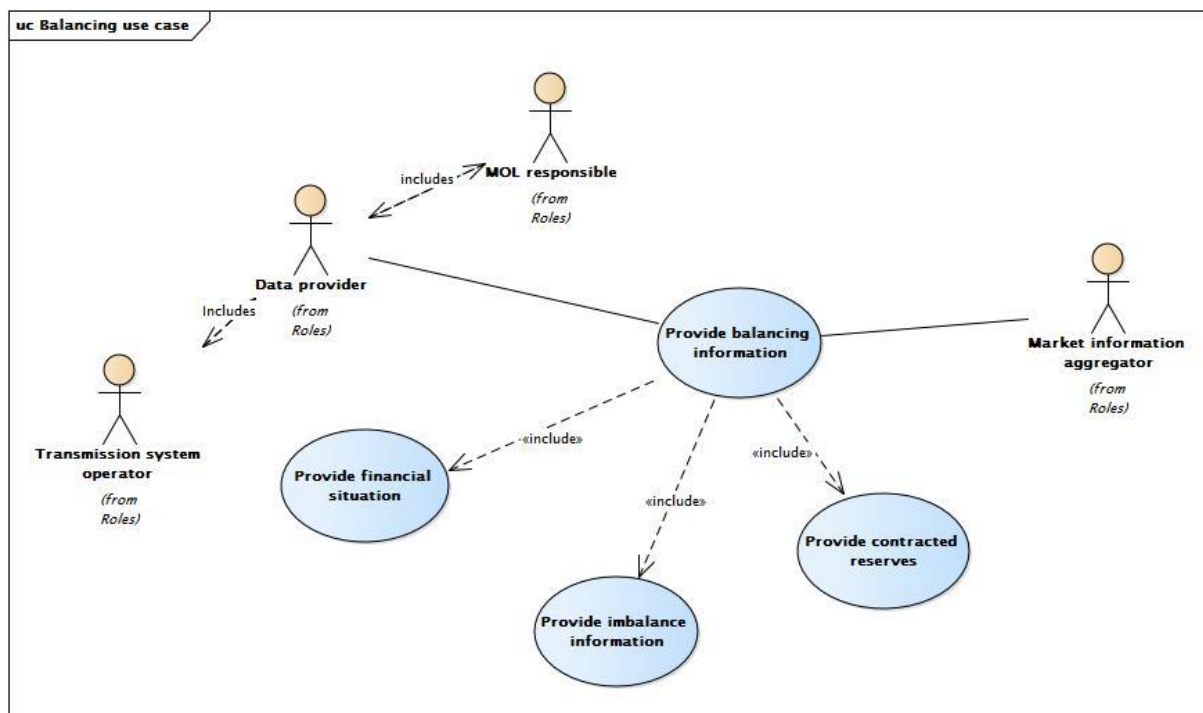 uc Balancing use case
includes
MOL responsible
(from
Roles)
Data provider
(from
Roles)
Includes
Provide balancing
information
Market information
aggregator
(from
Roles)
Transmission system
operator
(from
Roles)
«include»
Provide financial
situation
«include»
«include»
Provide contracted
reserves
Provide imbalance
information